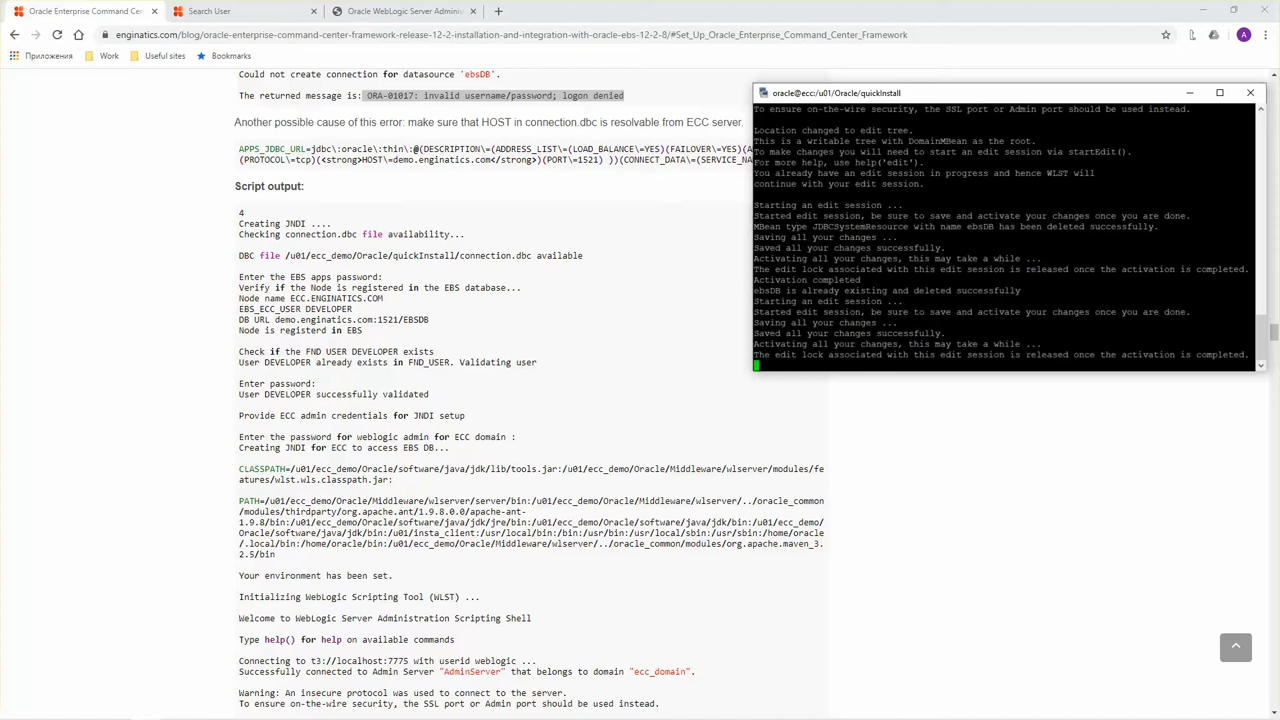 Oracle Enterprise Command Cent
Search User
Oracle WebLogic Server Adminis
enginatics.com/blog/oracle-enterprise-command-center-framework-release-12-2-installation-and-integration-with-oracle-ebs-12-2-8/#Set_Up_Oracle_Enterprise_Command_Center_Framework
A
Приложения
Work
Useful sites
Bookmarks
Could not create connection for datasource 'ebsDB'.
The returned message is: ORA-01017: invalid username/password; logon denied
sure that HOST in connection.dbc is resolvable from ECC server.
oracle\:thin\:@(DESCRIPTION\=(ADDRESS_LIST\=(LOAD_BALANCE\=YES)(FAILOVER\=YES)(A
(PROTOCOL\=tcp)(<strong>HOST\=demo.enginatics.com</strong>)(PORT\=1521) ))(CONNECT_DATA\=(SERVICE_NA
Script output:
4
Creating JNDI ....
Checking connection.dbc file availability...
DBC file /u01/ecc_demo/Oracle/quickInstall/connection.dbc available
Enter the EBS apps password:
Verify if the Node is registered in the EBS database...
Node name ECC.ENGINATICS.COM
EBS_ECC_USER DEVELOPER
DB URL demo.enginatics.com:1521/EBSDB
Node is registerd in EBS
Check if the FND USER DEVELOPER exists
User DEVELOPER already exists in FND_USER. Validating user
Enter password:
User DEVELOPER successfully validated
Provide ECC admin credentials for JNDI setup
Enter the password for weblogic admin for ECC domain :
Creating JNDI for ECC to access EBS DB...
CLASSPATH=/u01/ecc_demo/Oracle/software/java/jdk/lib/tools.jar:/u01/ecc_demo/Oracle/Middleware/wlserver/modules/fe
atures/wlst.wls.classpath.jar:
PATH=/u01/ecc_demo/Oracle/Middleware/wlserver/server/bin:/u01/ecc_demo/Oracle/Middleware/wlserver/../oracle_common
/modules/thirdparty/org.apache.ant/1.9.8.0.0/apache-ant-
1.9.8/bin:/u01/ecc_demo/Oracle/software/java/jdk/jre/bin:/u01/ecc_demo/Oracle/software/java/jdk/bin:/u01/ecc_demo/
Oracle/software/java/jdk/bin:/u01/insta_client:/usr/local/bin:/usr/bin:/usr/local/sbin:/usr/sbin:/home/oracle
/.local/bin:/home/oracle/bin:/u01/ecc_demo/Oracle/Middleware/wlserver/../oracle_common/modules/org.apache.maven_3.
2.5/bin
Your environment has been set.
Initializing WebLogic Scripting Tool (WLST) ...
Welcome to WebLogic Server Administration Scripting Shell
Type help() for help on available commands
Connecting to t3://localhost:7775 with userid weblogic ...
Successfully connected to Admin Server "AdminServer" that belongs to domain "ecc_domain".
Warning: An insecure protocol was used to connect to the server.
To ensure on-the-wire security, the SSL port or Admin port should be used instead.
oracle@ecc:/u01/Oracle/quickInstall
To ensure on-the-wire security, the SSL port or Admin port should be used instead.
Location changed to edit tree.
This is a writable tree with DomainMBean as the root.
To make changes you will need to start an edit session via startEdit().
For more help, use help('edit').
You already have an edit session in progress and hence WLST will
continue with your edit session.
Starting an edit session ...
Started edit session, be sure to save and activate your changes once you are done.
MBean type JDBCSystemResource with name ebsDB has been deleted successfully.
Saving all your changes ...
Saved all your changes successfully.
Activating all your changes, this may take a while ...
The edit lock associated with this edit session is released once the activation is completed.
Activation completed
ebsDB is already existing and deleted successfully
Starting an edit session ...
Started edit session, be sure to save and activate your changes once you are done.
Saving all your changes ...
Saved all your changes successfully.
Activating all your changes, this may take a while ...
The edit lock associated with this edit session is released once the activation is completed.